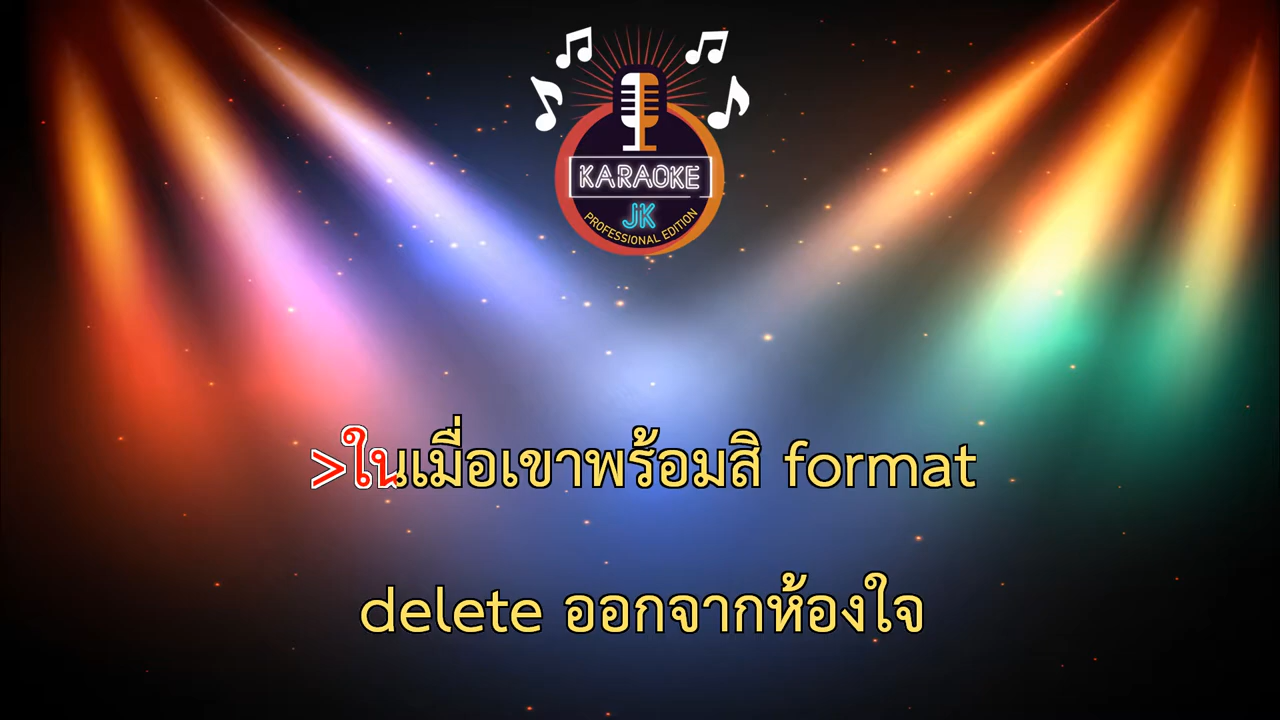 KARAOKE
JK
PROFESSIONAL EDITION
>ในเมื่อเขาพร้อมสิ format
delete ออกจากห้องใจ